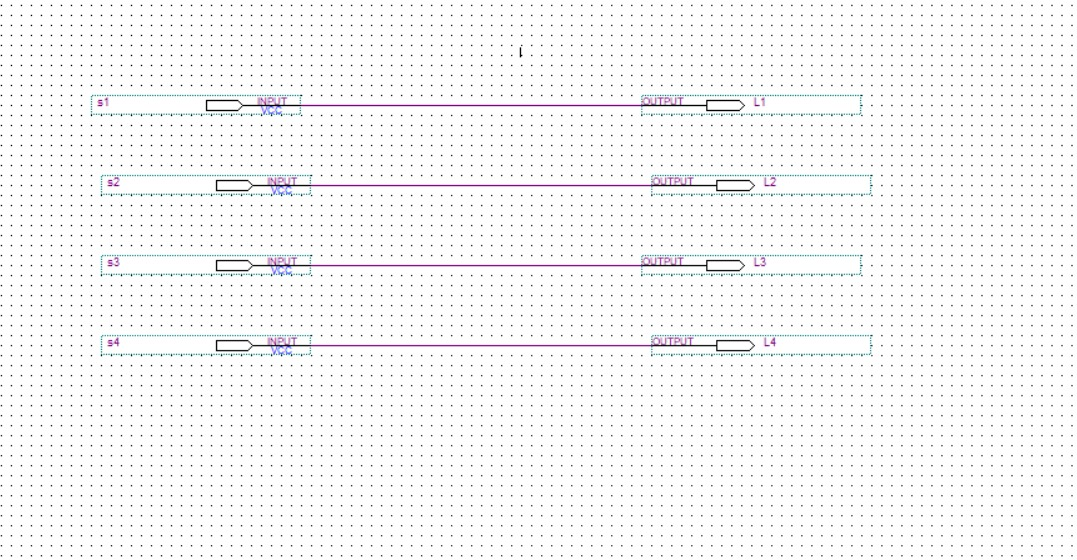 s1 INPUT VCC OUTPUT L1
s2 INPUT VCC OUTPUT L2
s3 INPUT VCC OUTPUT L3
s4 INPUT VCC OUTPUT L4